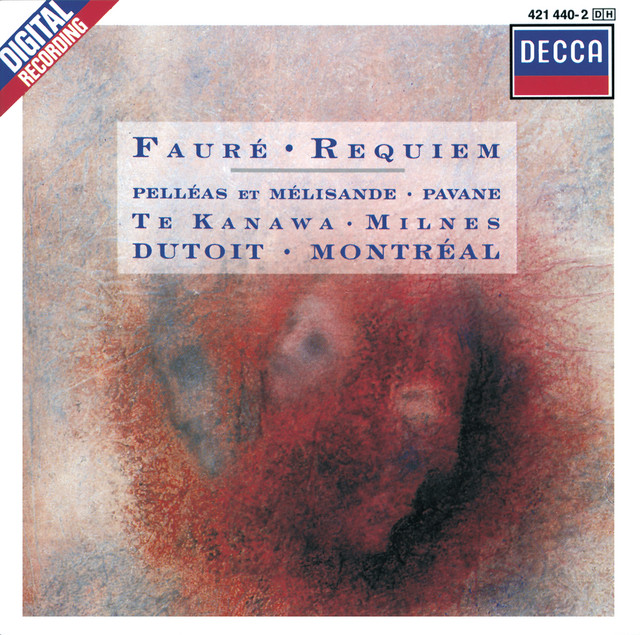 DIGITAL
RECORDING
421 440-2 DH
DECCA
FAURÉ · REQUIEM
PELLÉAS ET MÉLISANDE · PAVANE
TE KANAWA · MILNES
DUTOIT · MONTRÉAL